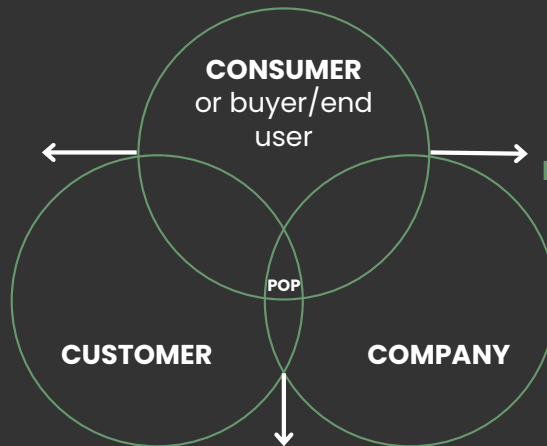 CONSUMER
or buyer/end
user
POP
CUSTOMER
COMPANY